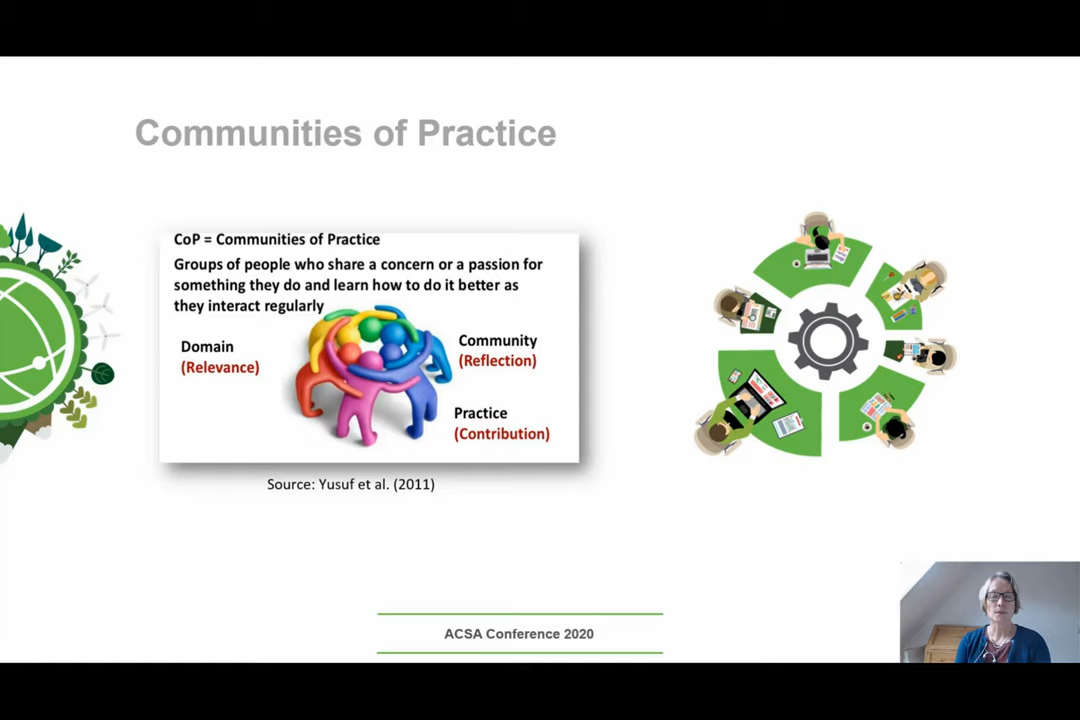 Communities of Practice
CoP = Communities of Practice
Groups of people who share a concern or a passion for
something they do and learn how to do it better as
they interact regularly
Domain
(Relevance)
Community
(Reflection)
Practice
(Contribution)
Source: Yusuf et al. (2011)
ACSA Conference 2020